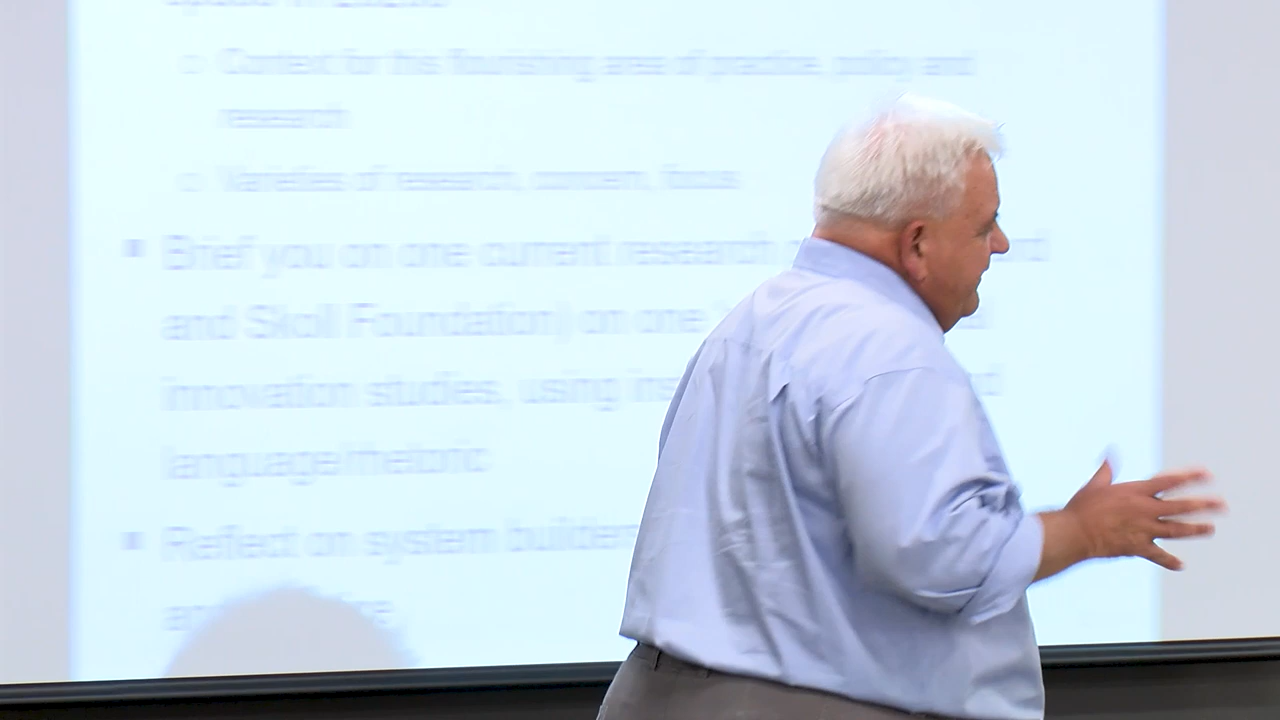 ○ Context for this flourishing area of practice, policy and
research
○ Varieties of research, concern, focus
▪ Brief you on one current research
and Skoll Foundation) on one
innovation studies, using
language/rhetoric
▪ Reflect on system builders